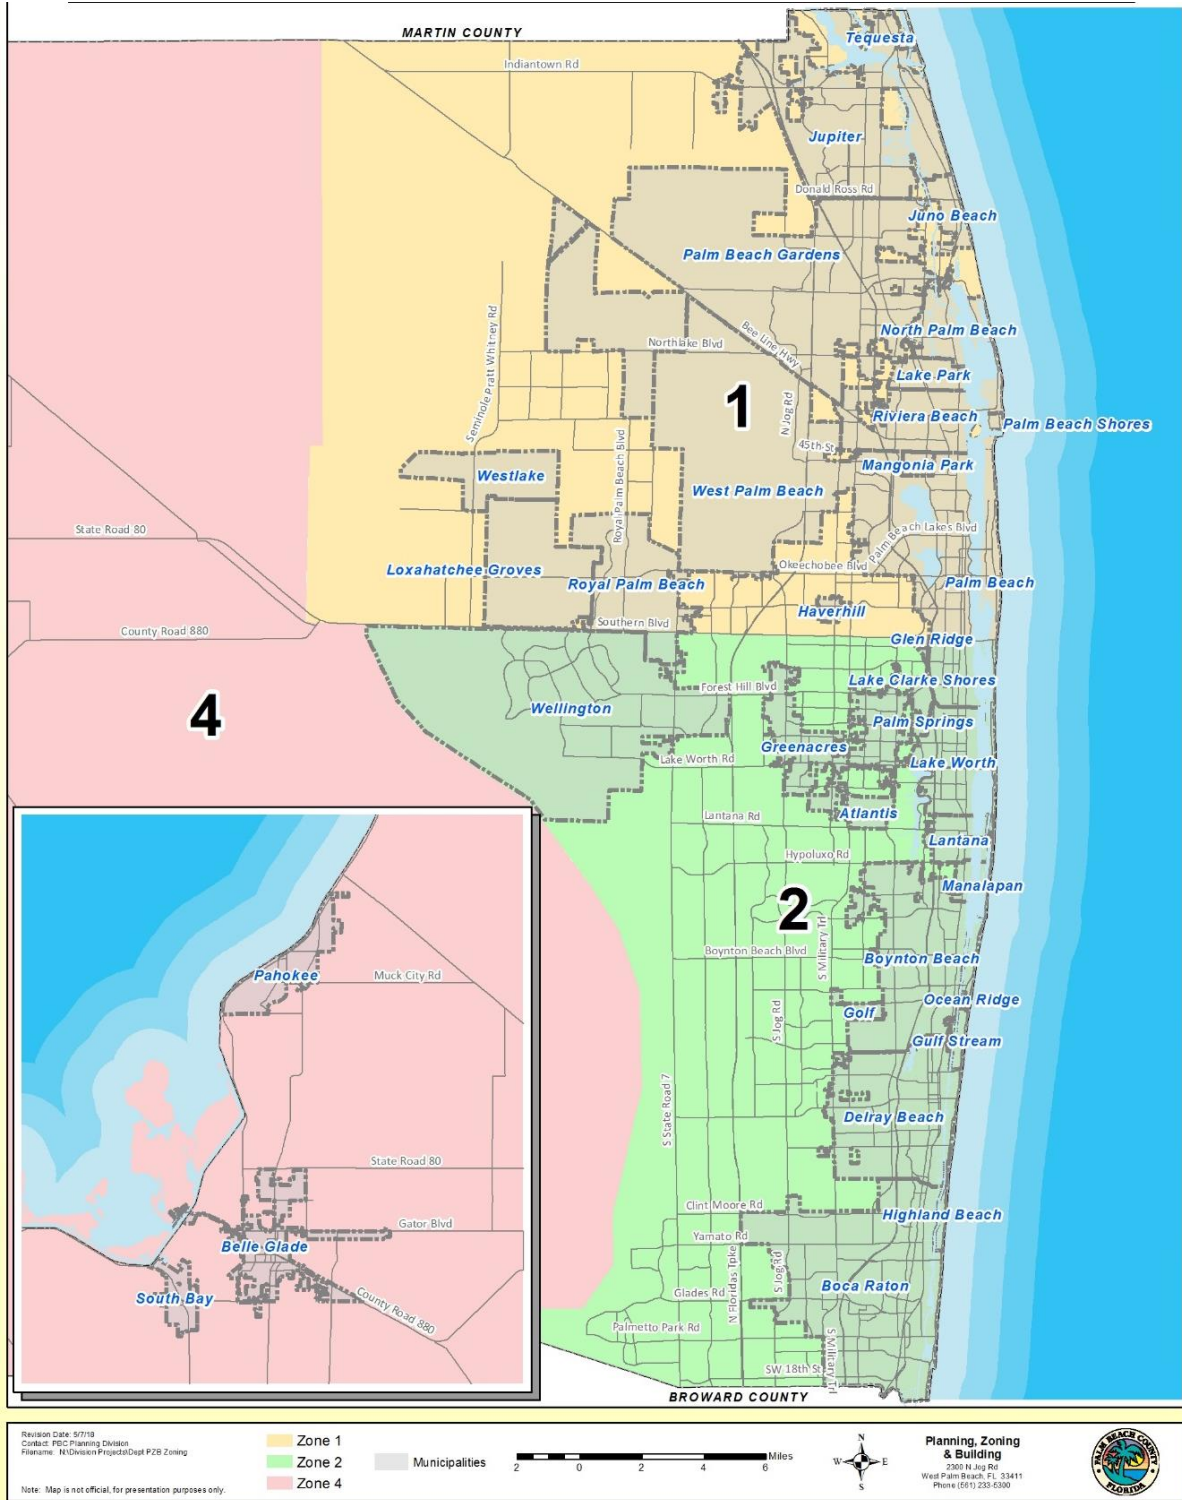 MARTIN COUNTY
Tequesta
Indiantown Rd
Jupiter
Donald Ross Rd
Juno Beach
Palm Beach Gardens
North Palm Beach
Bee Line Hwy
Northlake Blvd
Seminole Pratt Whitney Rd
Lake Park
1
N Jog Rd
Riviera Beach
Palm Beach Shores
45th St
Royal Palm Beach Blvd
Mangonia Park
Westlake
West Palm Beach
State Road 80
Palm Beach Lakes Blvd
Okeechobee Blvd
Loxahatchee Groves
Royal Palm Beach
Palm Beach
Haverhill
Southern Blvd
County Road 880
Glen Ridge
Lake Clarke Shores
Forest Hill Blvd
4
Wellington
Palm Springs
Greenacres
Lake Worth Rd
Lake Worth
Lantana Rd
Atlantis
Lantana
Hypoluxo Rd
Manalapan
2
S Military Trl
Boynton Beach Blvd
Boynton Beach
Ocean Ridge
Golf
S Jog Rd
Gulf Stream
S State Road 7
Delray Beach
Clint Moore Rd
Highland Beach
Yamato Rd
N Floridas Tpke
S Jog Rd
Boca Raton
Glades Rd
Palmetto Park Rd
S Military Trl
SW 18th St
BROWARD COUNTY
Pahokee
Muck City Rd
State Road 80
Gator Blvd
Belle Glade
South Bay
County Road 880
Revision Date: 5/7/18
Contact: PBC Planning Division
Filename: N:\Division Projects\Dept PZB Zoning
Note: Map is not official, for presentation purposes only.
Zone 1
Zone 2
Zone 4
Municipalities
2 0 2 4 6 Miles
N
W E
S
Planning, Zoning
& Building
2300 N Jog Rd
West Palm Beach, FL 33411
Phone (561) 233-5300
PALM BEACH COUNTY
FLORIDA